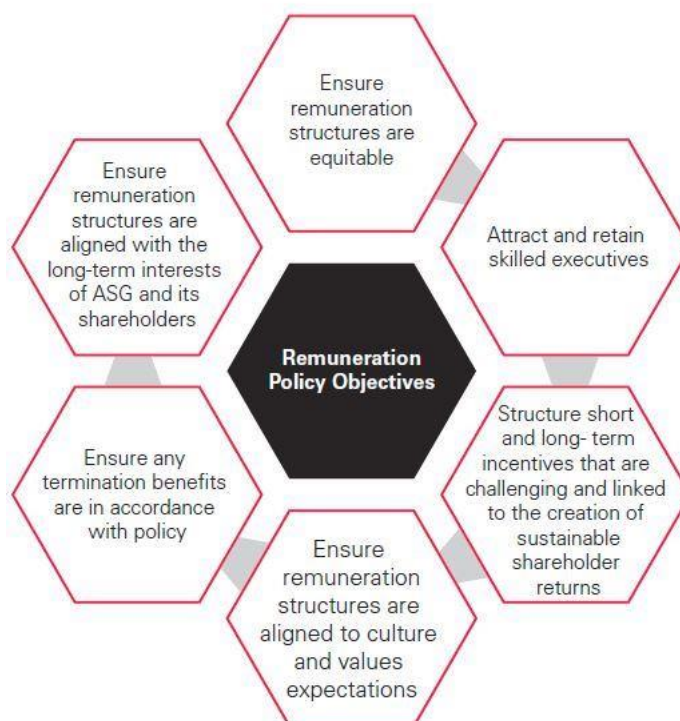 Ensure
remuneration
structures are
equitable
Attract and retain
skilled executives
Structure short
and long- term
incentives that are
challenging and linked
to the creation of
sustainable
shareholder
returns
Ensure
remuneration
structures are
aligned to culture
and values
expectations
Ensure any
termination benefits
are in accordance
with policy
Ensure
remuneration
structures are
aligned with the
long-term interests
of ASG and its
shareholders
Remuneration
Policy Objectives